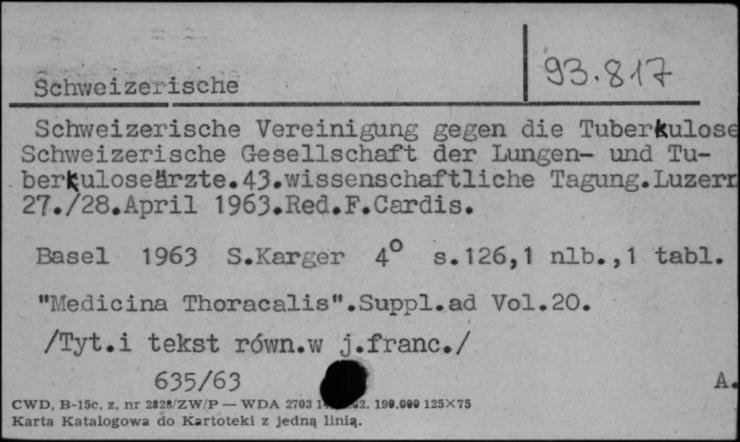 93.817
Schweizerische
Schweizerische Vereinigung gegen die Tuberkulose
Schweizerische Gesellschaft der Lungen- und Tu-
berkuloseärzte.43.wissenschaftliche Tagung.Luzern
27./28.April 1963.Red.F.Cardis.
Basel 1963 S.Karger 4° s.126,1 nlb.,1 tabl.
"Medicina Thoracalis".Suppl.ad Vol.20.
/Tyt.i tekst równ.w j.franc./
635/63
A.
CWD, B-15c, z. nr 2828/ZW/P — WDA 2703 199.000 125×75
Karta Katalogowa do Kartoteki z jedną linią.